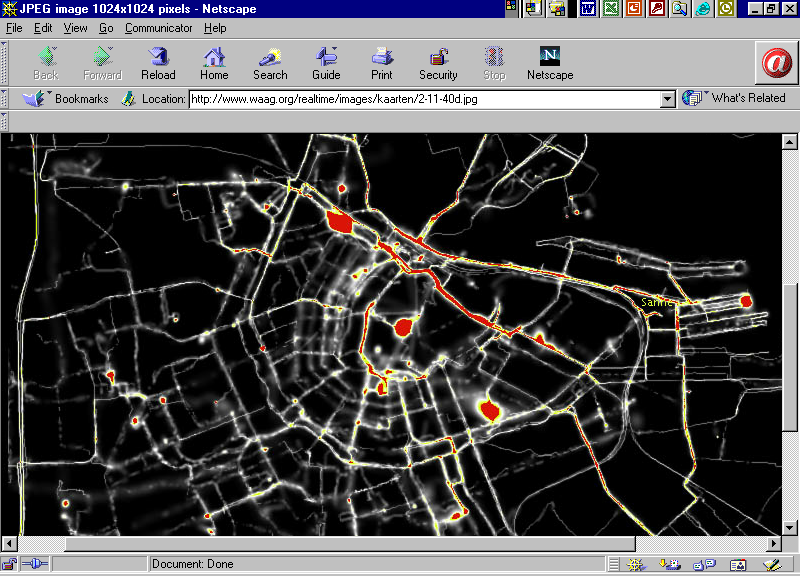 JPEG image 1024x1024 pixels - Netscape
File Edit View Go Communicator Help
Back Forward Reload Home Search Guide Print Security Stop Netscape
Bookmarks Location: http://www.waag.org/realtime/images/kaarten/2-11-40d.jpg What's Related
Sanne
Document: Done